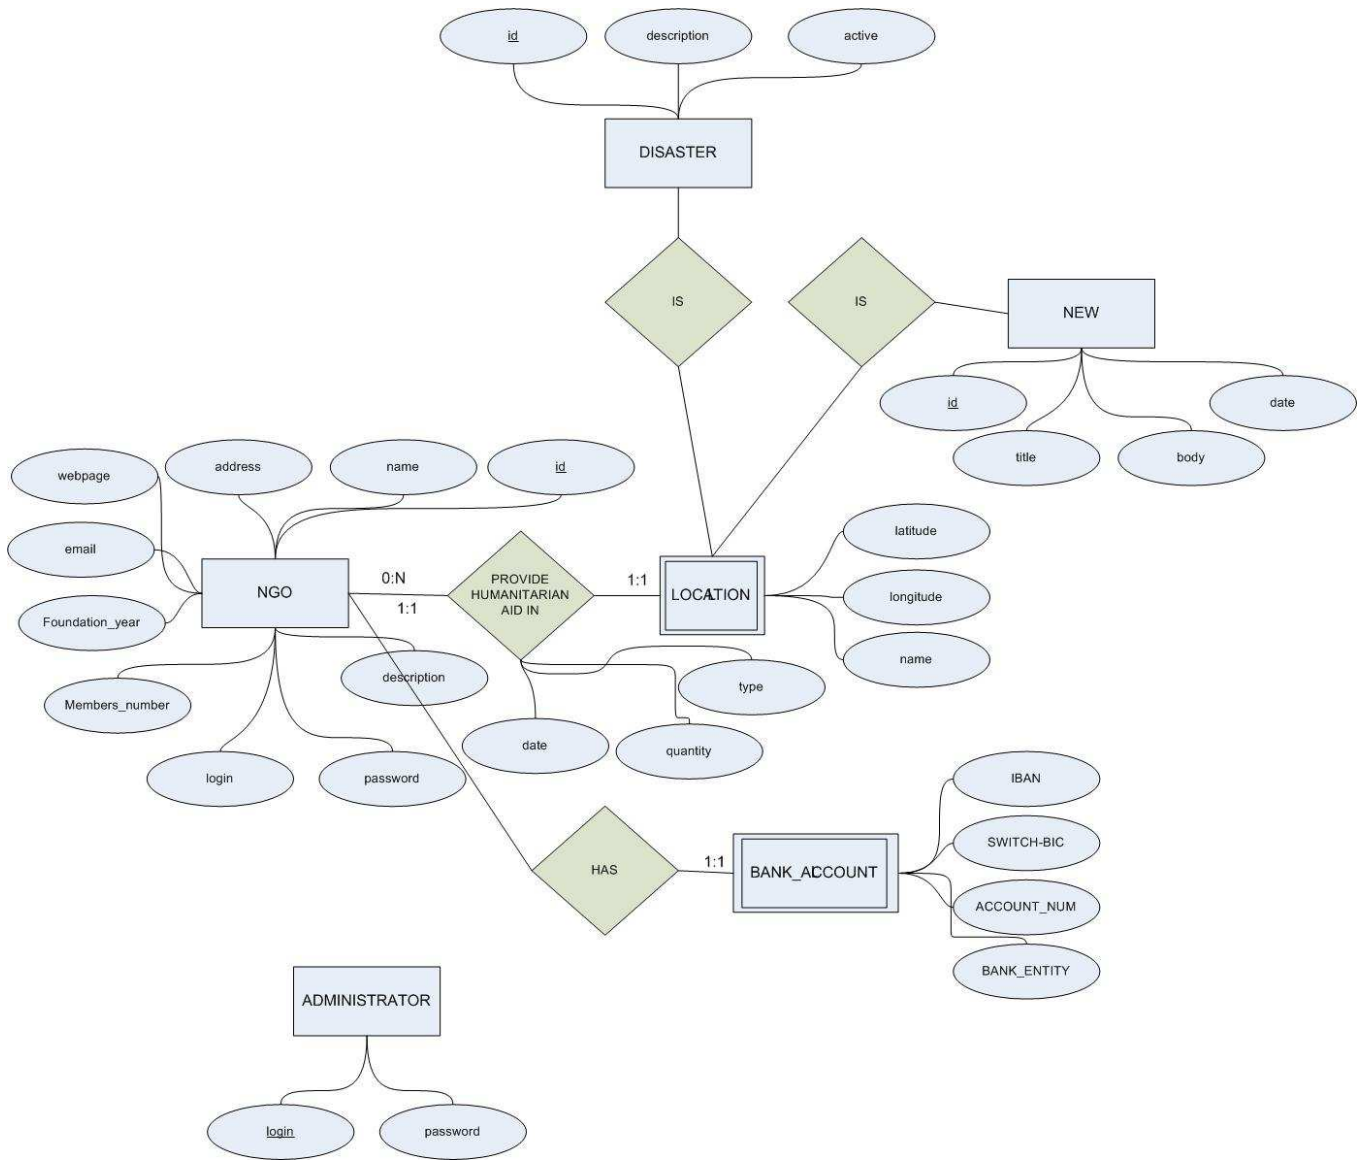 id
description
active
DISASTER
IS
IS
NEW
id
date
title
body
webpage
address
name
id
email
Foundation_year
Members_number
NGO
login
password
description
0:N
1:1
PROVIDE
HUMANITARIAN
AID IN
1:1
LOCATION
latitude
longitude
name
type
date
quantity
HAS
1:1
BANK_ACCOUNT
IBAN
SWITCH-BIC
ACCOUNT_NUM
BANK_ENTITY
ADMINISTRATOR
login
password